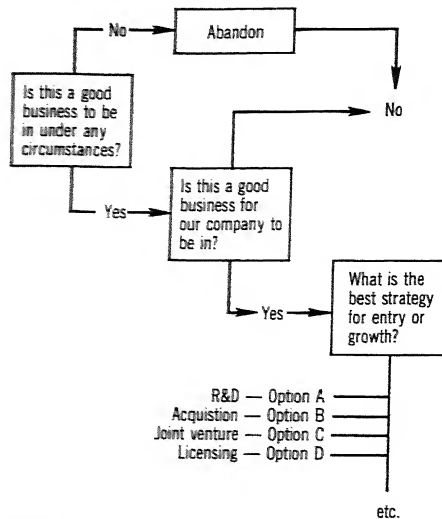 No
Abandon
Is this a good
business to be
in under any
circumstances?
No
Yes
Is this a good
business for
our company to
be in?
Yes
What is the
best strategy
for entry or
growth?
R&D — Option A
Acquistion — Option B
Joint venture — Option C
Licensing — Option D
etc.